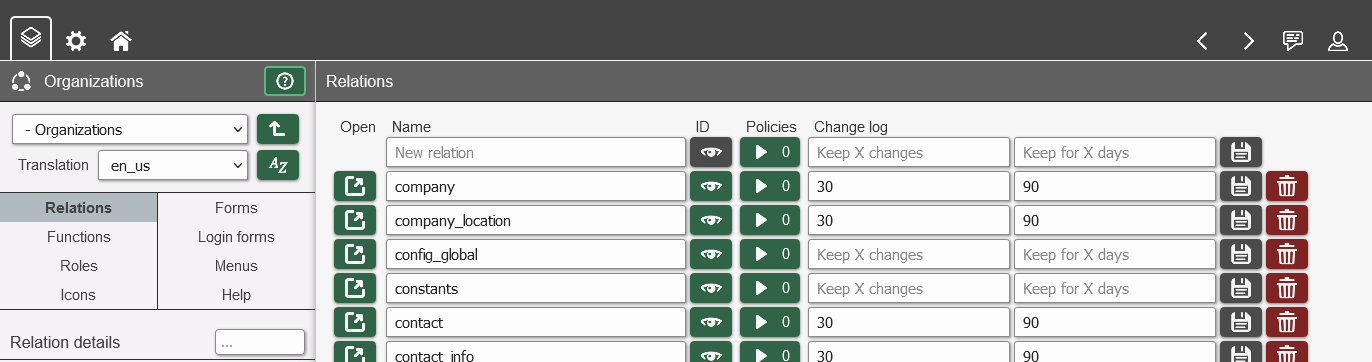 Organizations
Relations
- Organizations
Translation en_us
AZ
Relations Forms
Functions Login forms
Roles Menus
Icons Help
Relation details ...
Open Name ID Policies Change log
New relation 0 Keep X changes Keep for X days
company 0 30 90
company_location 0 30 90
config_global 0 Keep X changes Keep for X days
constants 0 Keep X changes Keep for X days
contact 0 30 90
contact_info 0 30 90